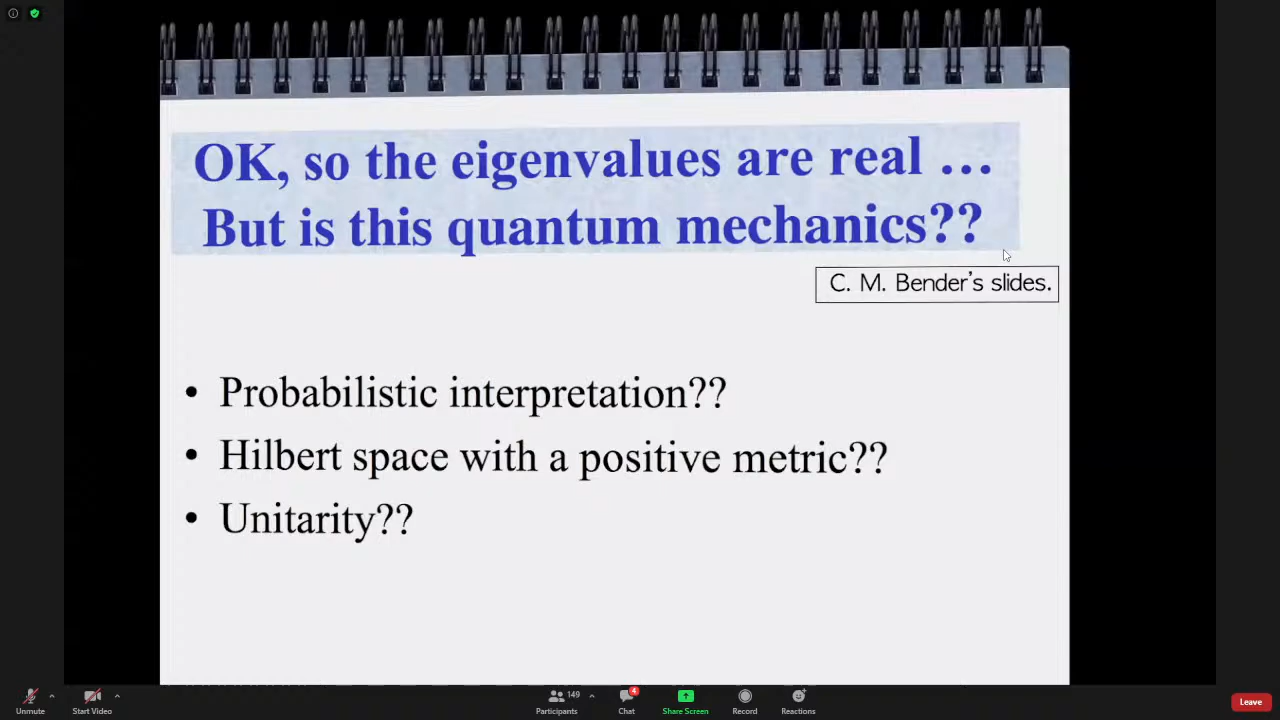 OK, so the eigenvalues are real …
But is this quantum mechanics??
C. M. Bender's slides.
• Probabilistic interpretation??
• Hilbert space with a positive metric??
• Unitarity??
Unmute
Start Video
149
Participants
4
Chat
Share Screen
Record
Reactions
Leave